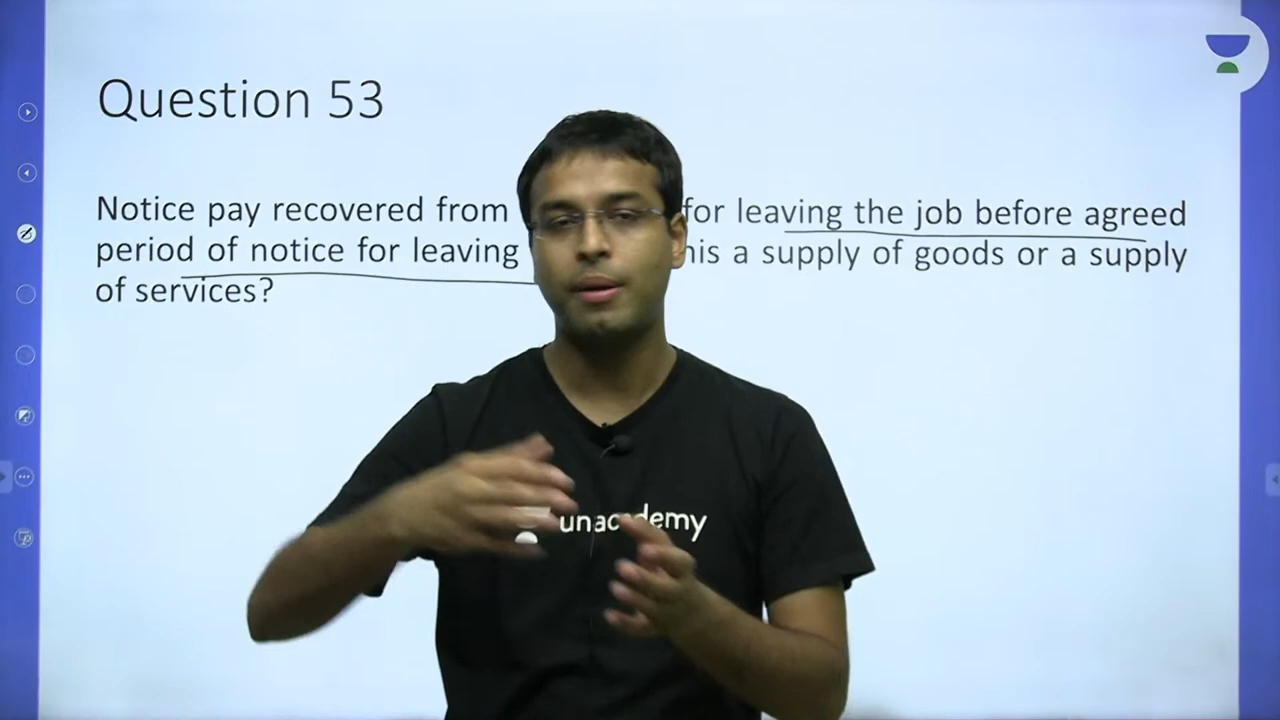 Question 53
Notice pay recovered from for leaving the job before agreed
period of notice for leaving a supply of goods or a supply
of services?
unacademy